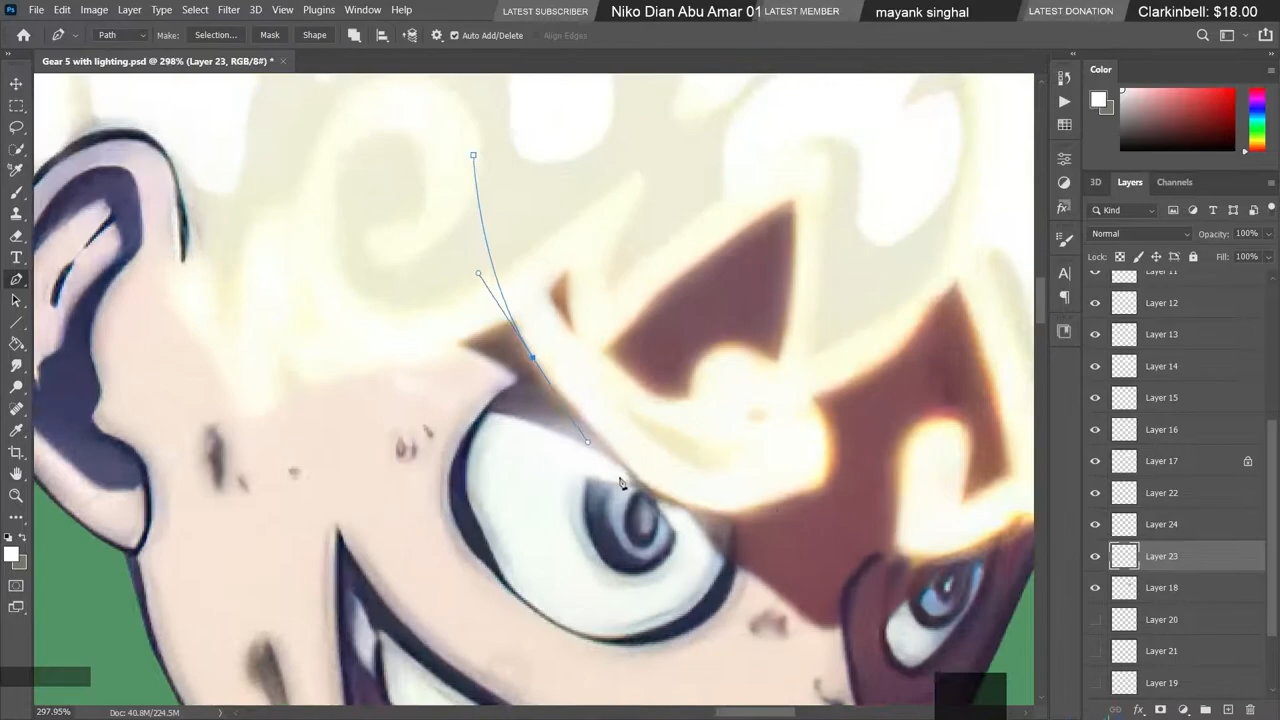 Ps File Edit Image Layer Type Select Filter 3D View Plugins Window Help
LATEST SUBSCRIBER Niko Dian Abu Amar 01 LATEST MEMBER mayank singhal LATEST DONATION Clarkinbell: $18.00
Path Make: Selection... Mask Shape Auto Add/Delete Align Edges
Gear 5 with lighting.psd @ 298% (Layer 23, RGB/8#) *
Color
3D Layers Channels
Kind
Normal Opacity: 100%
Lock: Fill: 100%
Layer 11
Layer 12
Layer 13
Layer 14
Layer 15
Layer 16
Layer 17
Layer 22
Layer 24
Layer 23
Layer 18
Layer 20
Layer 21
Layer 19
297.95% Doc: 40.8M/224.5M